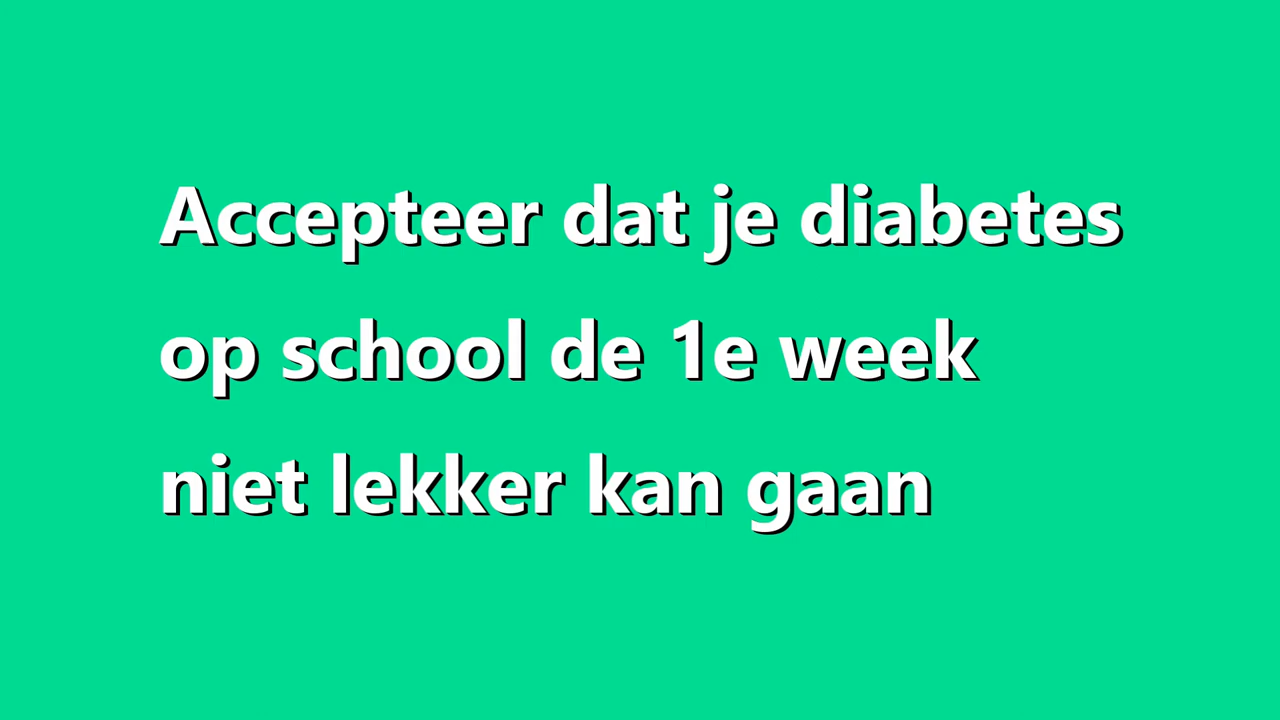 Accepteer dat je diabetes
op school de 1e week
niet lekker kan gaan